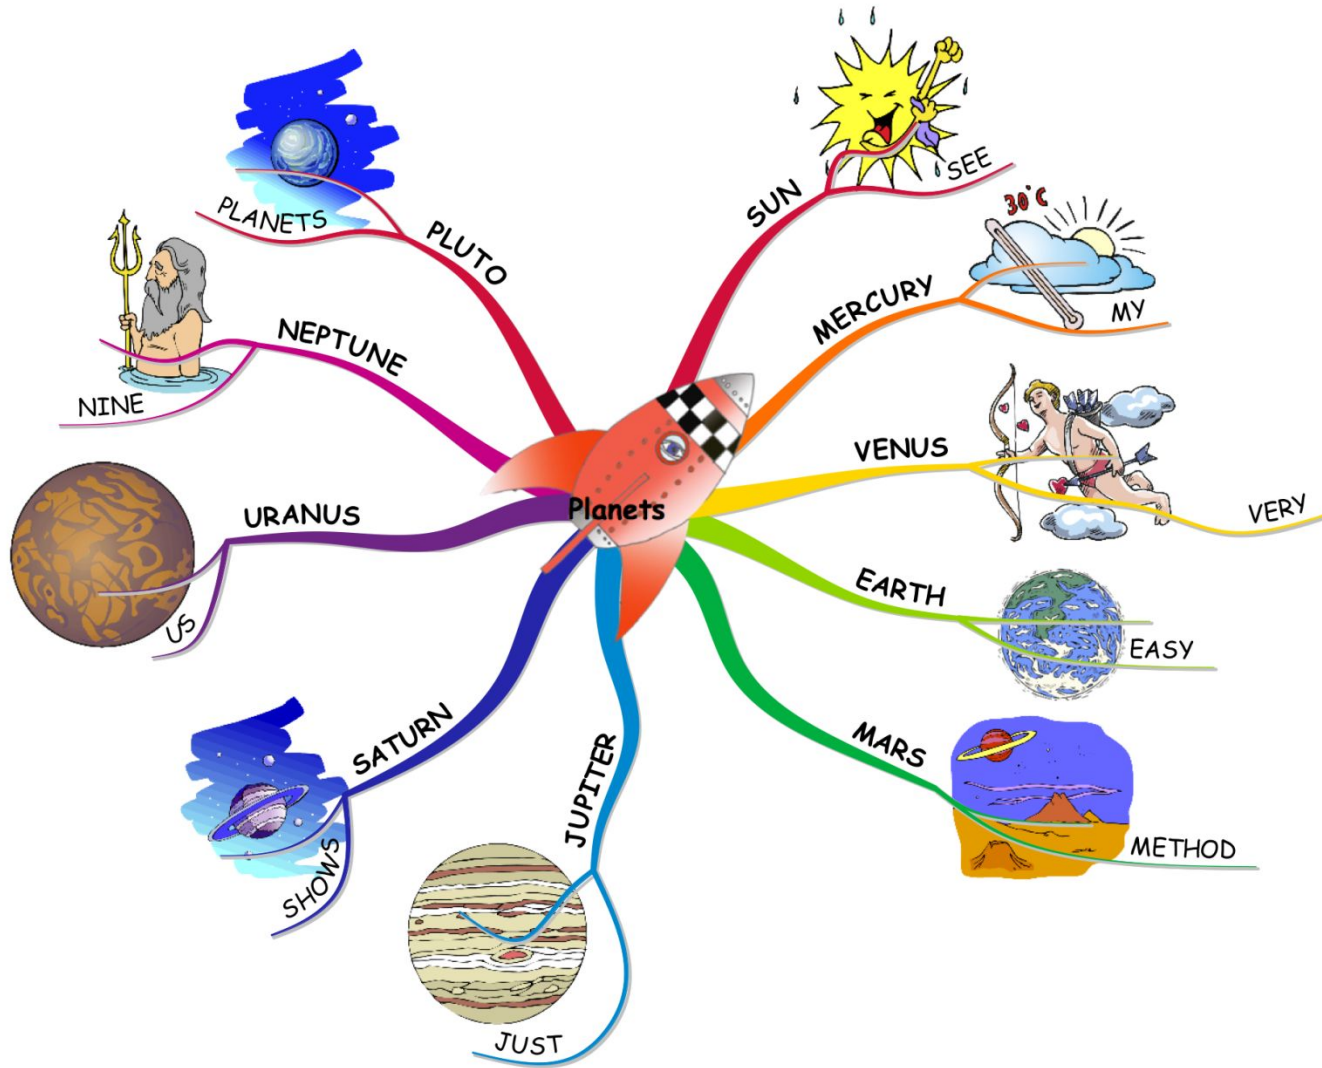 Planets
SUN
SEE
MERCURY
30°C
MY
VENUS
VERY
EARTH
EASY
MARS
METHOD
JUPITER
JUST
SATURN
SHOWS
URANUS
US
NEPTUNE
NINE
PLUTO
PLANETS